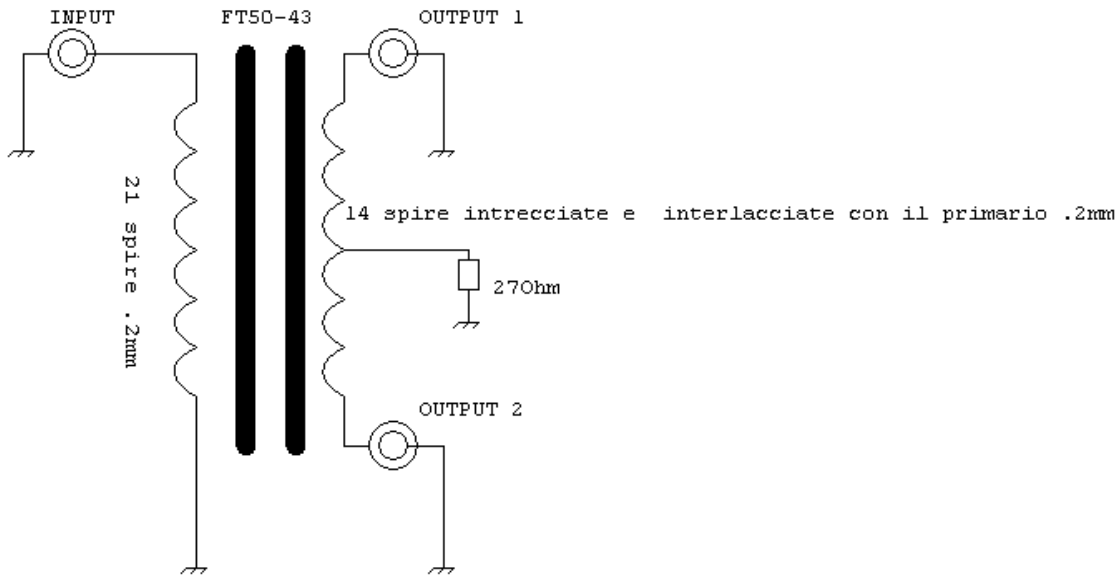 INPUT
FT50-43
OUTPUT 1
21 spire .2mm
14 spire intrecciate e interlacciate con il primario .2mm
27Ohm
OUTPUT 2